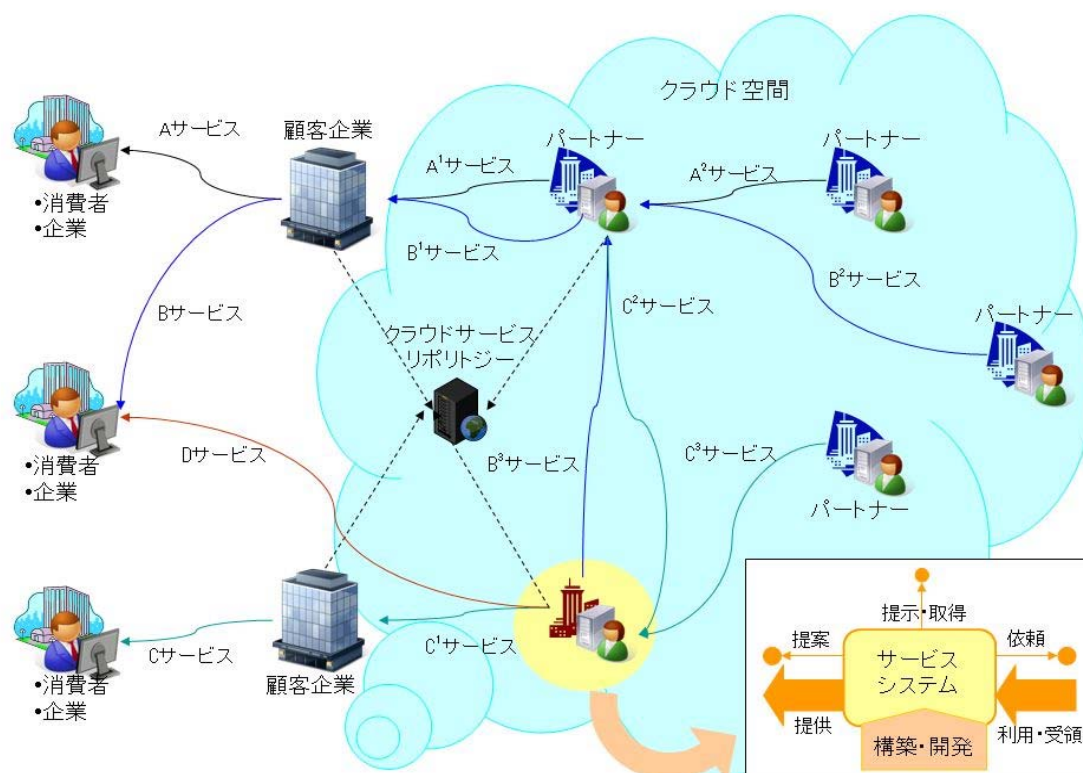 クラウド空間
Aサービス
顧客企業
パートナー
パートナー
A¹サービス
A²サービス
•消費者
•企業
B¹サービス
B²サービス
C²サービス
パートナー
Bサービス
クラウドサービス
リポリトジー
Dサービス
B³サービス
C³サービス
•消費者
•企業
パートナー
Cサービス
C¹サービス
顧客企業
•消費者
•企業
提示・取得
提案
依頼
サービス
システム
提供
利用・受領
構築・開発